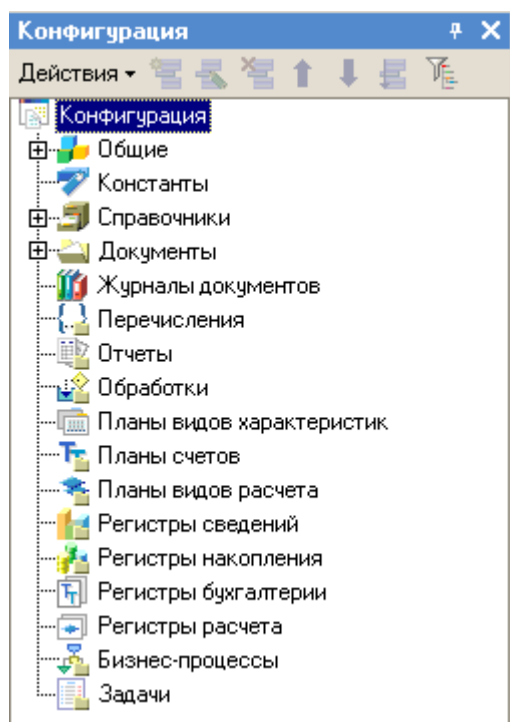 Конфигурация
Действия
Конфигурация
Общие
Константы
Справочники
Документы
Журналы документов
Перечисления
Отчеты
Обработки
Планы видов характеристик
Планы счетов
Планы видов расчета
Регистры сведений
Регистры накопления
Регистры бухгалтерии
Регистры расчета
Бизнес-процессы
Задачи